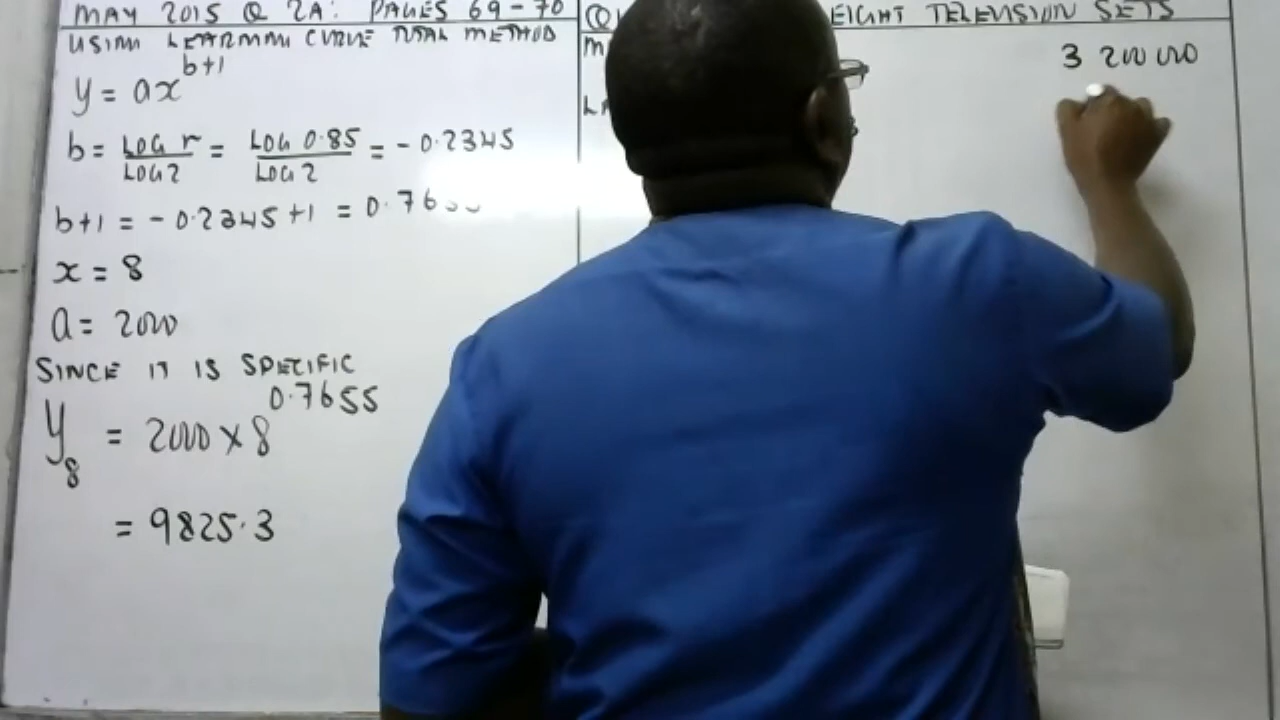 MAY 2015 Q 2A: PAGES 69-70
USING LEARNING CURVE TOTAL METHOD
y = ax^b+1
b = LOG r / LOG 2 = LOG 0.85 / LOG 2 = - 0.2345
b+1 = - 0.2345 +1 = 0.76
x = 8
a = 2000
SINCE IT IS SPECIFIC
y_8 = 2000 x 8^0.7655
= 9825.3
EIGHT TELEVISION SETS
3 200 000